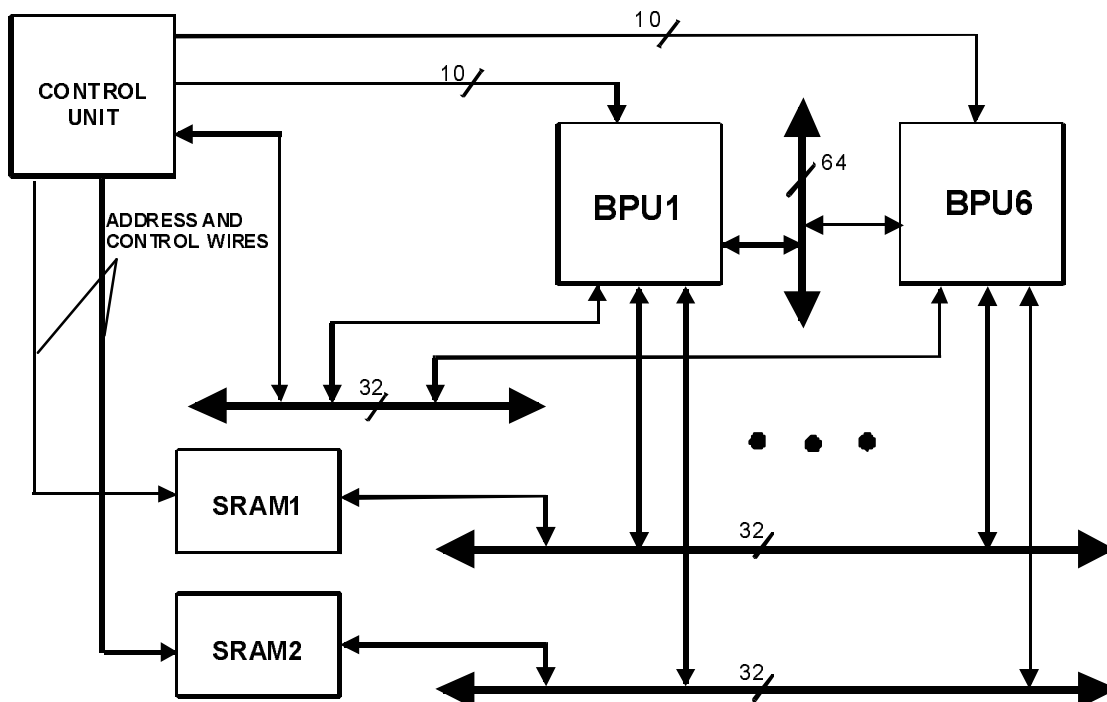 10
10
CONTROL
UNIT
64
BPU1
BPU6
ADDRESS AND
CONTROL WIRES
32
SRAM1
32
SRAM2
32